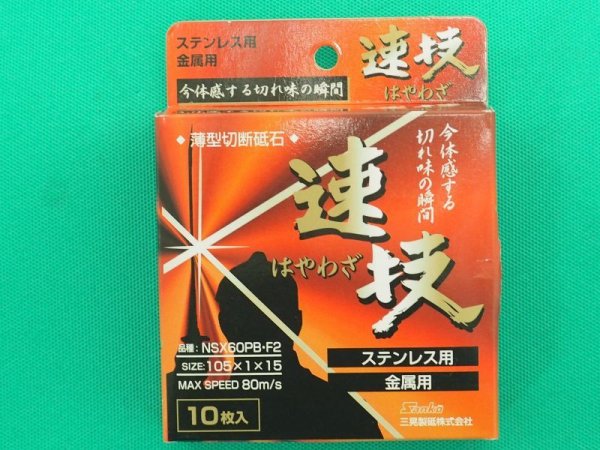 ステンレス用
金属用
今体感する切れ味の瞬間
速技
はやわざ
薄型切断砥石
今体感する
切れ味の瞬間
速技
はやわざ
ステンレス用
金属用
品種:NSX60PB・F2
SIZE:105×1×15
MAX SPEED 80m/s
10枚入
Sanko
三晃製砥株式会社